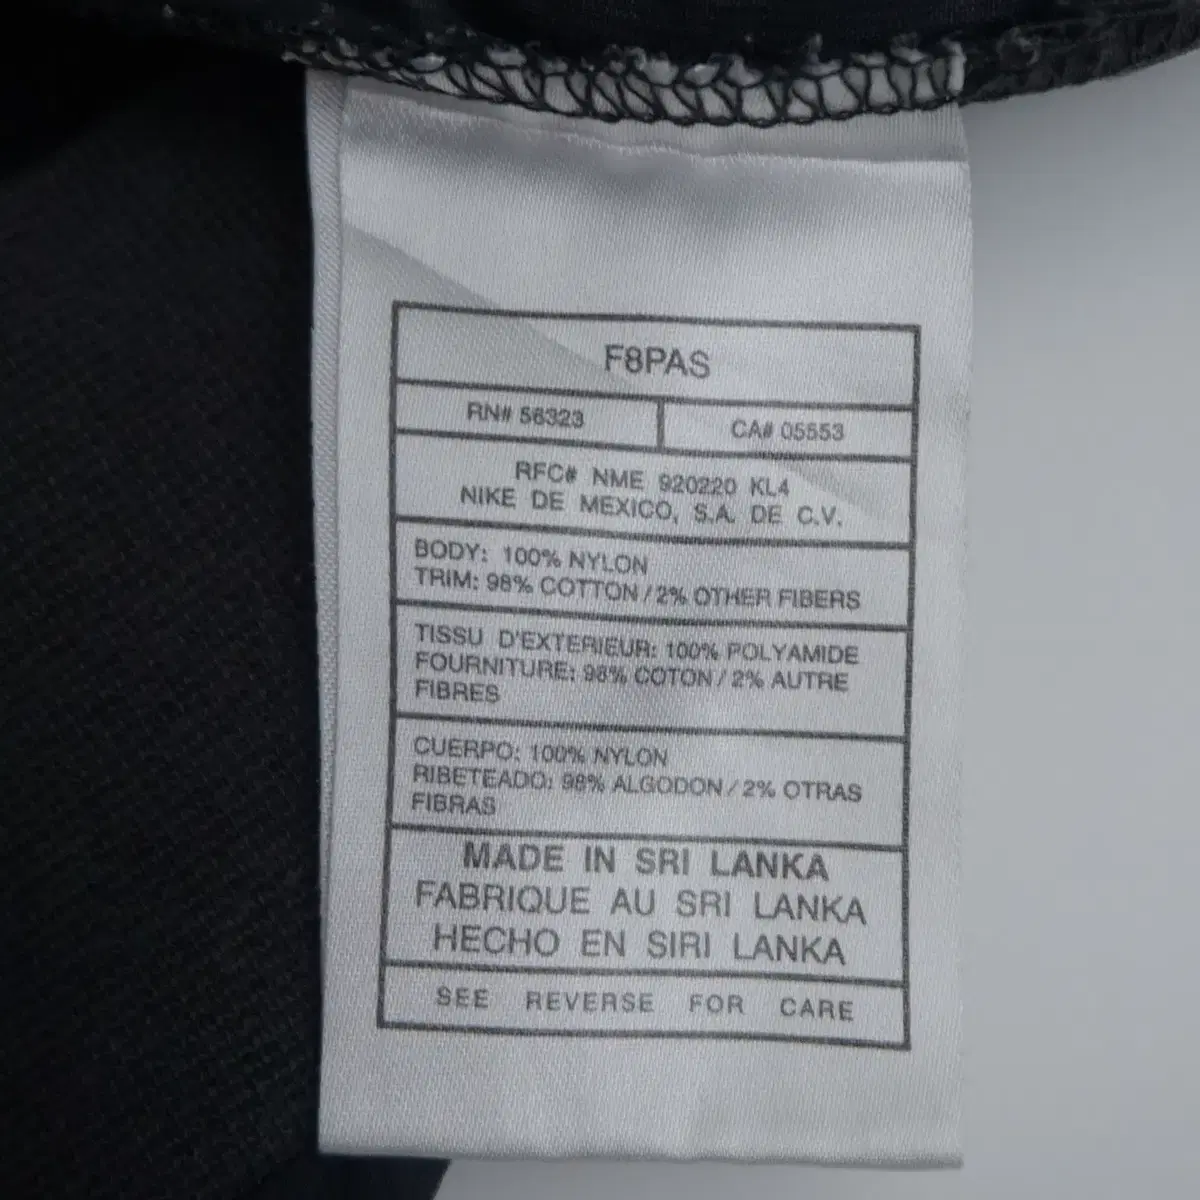 F8PAS
RN# 56323
CA# 05553
RFC# NME 920220 KL4
NIKE DE MEXICO, S.A. DE C.V.
BODY: 100% NYLON
TRIM: 98% COTTON / 2% OTHER FIBERS
TISSU D'EXTERIEUR: 100% POLYAMIDE
FOURNITURE: 98% COTON / 2% AUTRE
FIBRES
CUERPO: 100% NYLON
RIBETEADO: 98% ALGODON / 2% OTRAS
FIBRAS
MADE IN SRI LANKA
FABRIQUE AU SRI LANKA
HECHO EN SIRI LANKA
SEE REVERSE FOR CARE